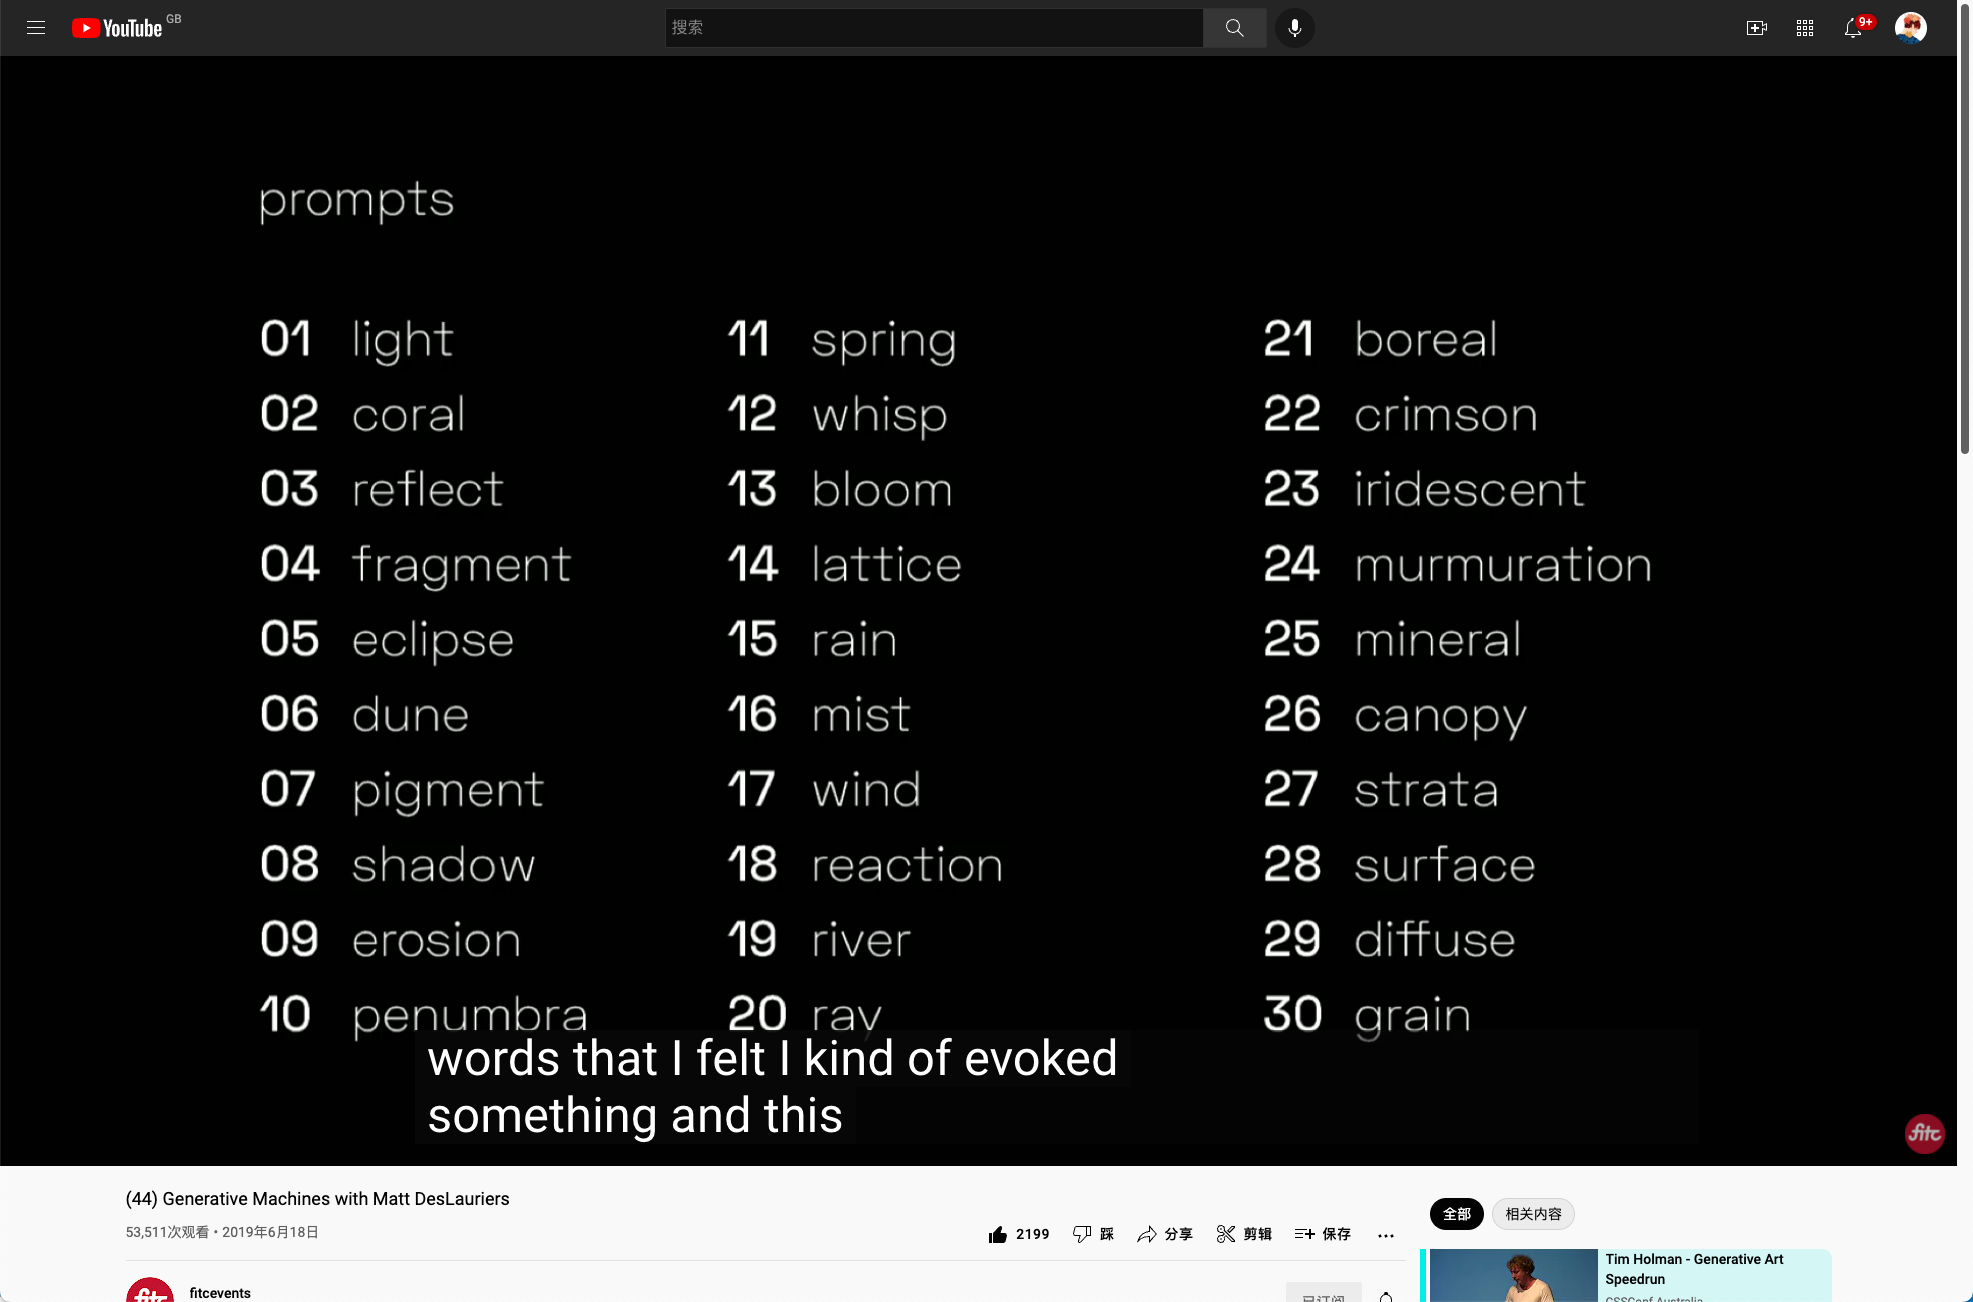 YouTube GB
搜索
9+
prompts
01 light
02 coral
03 reflect
04 fragment
05 eclipse
06 dune
07 pigment
08 shadow
09 erosion
10 penumbra
11 spring
12 whisp
13 bloom
14 lattice
15 rain
16 mist
17 wind
18 reaction
19 river
20 ray
21 boreal
22 crimson
23 iridescent
24 murmuration
25 mineral
26 canopy
27 strata
28 surface
29 diffuse
30 grain
words that I felt I kind of evoked
something and this
fitc
(44) Generative Machines with Matt DesLauriers
53,511次观看 • 2019年6月18日
2199 踩 分享 剪辑 保存
fitc
fitcevents
已订阅
全部 相关内容
Tim Holman - Generative Art
Speedrun
CSSConf Australia